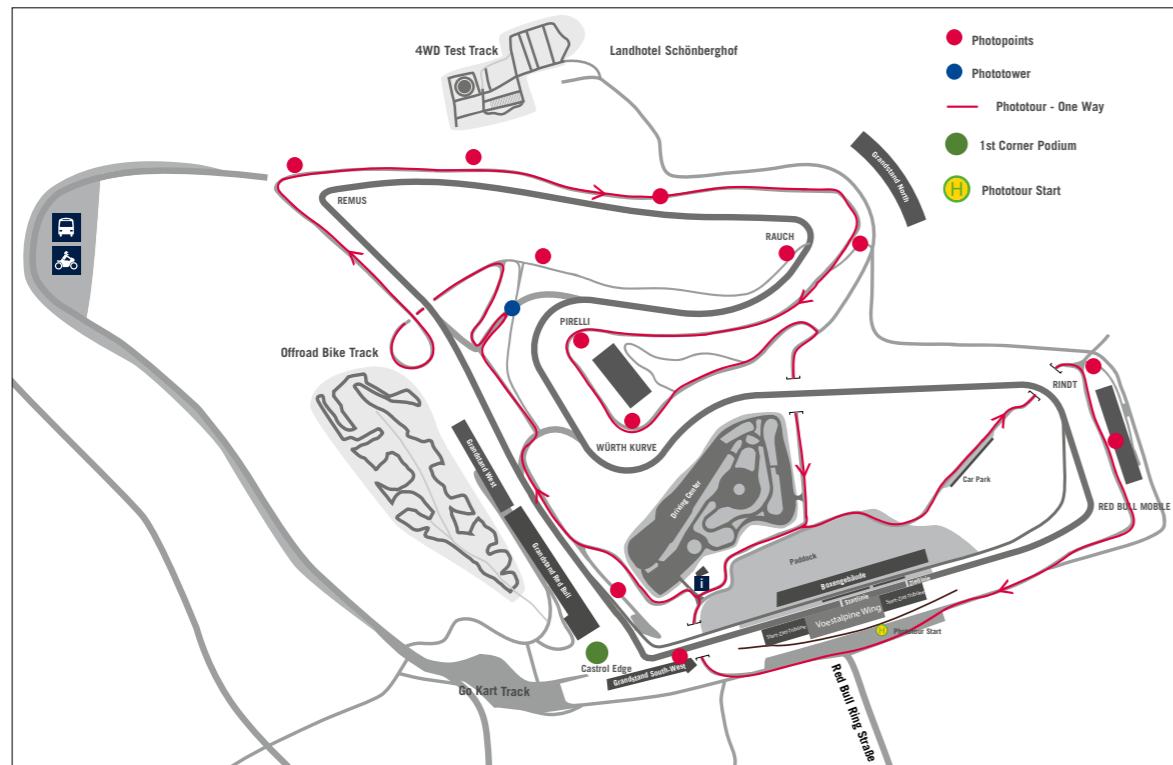 4WD Test Track
Landhotel Schönberghof
Photopoints
Phototower
Phototour - One Way
1st Corner Podium
H
Phototour Start
Grandstand North
REMUS
RAUCH
PIRELLI
Offroad Bike Track
RINDT
WÜRTH KURVE
Grandstand West
Driving Center
Car Park
RED BULL MOBILE
Grandstand Red Bull
Paddock
Boxengebäude
i
Startlinie
Voestalpine Wing
H
Phototour Start
Castrol Edge
Grandstand South-West
Go Kart Track
Red Bull Ring Straße